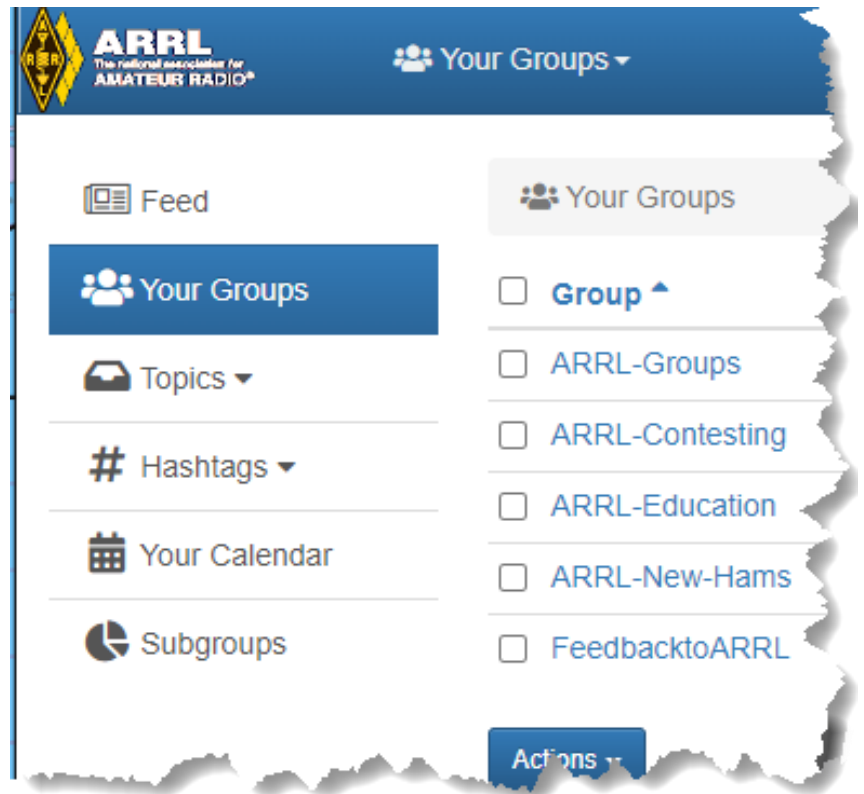 ARRL
The national association for
AMATEUR RADIO®
Your Groups
Feed
Your Groups
Topics
# Hashtags
Your Calendar
Subgroups
Your Groups
Group
ARRL-Groups
ARRL-Contesting
ARRL-Education
ARRL-New-Hams
FeedbacktoARRL
Actions